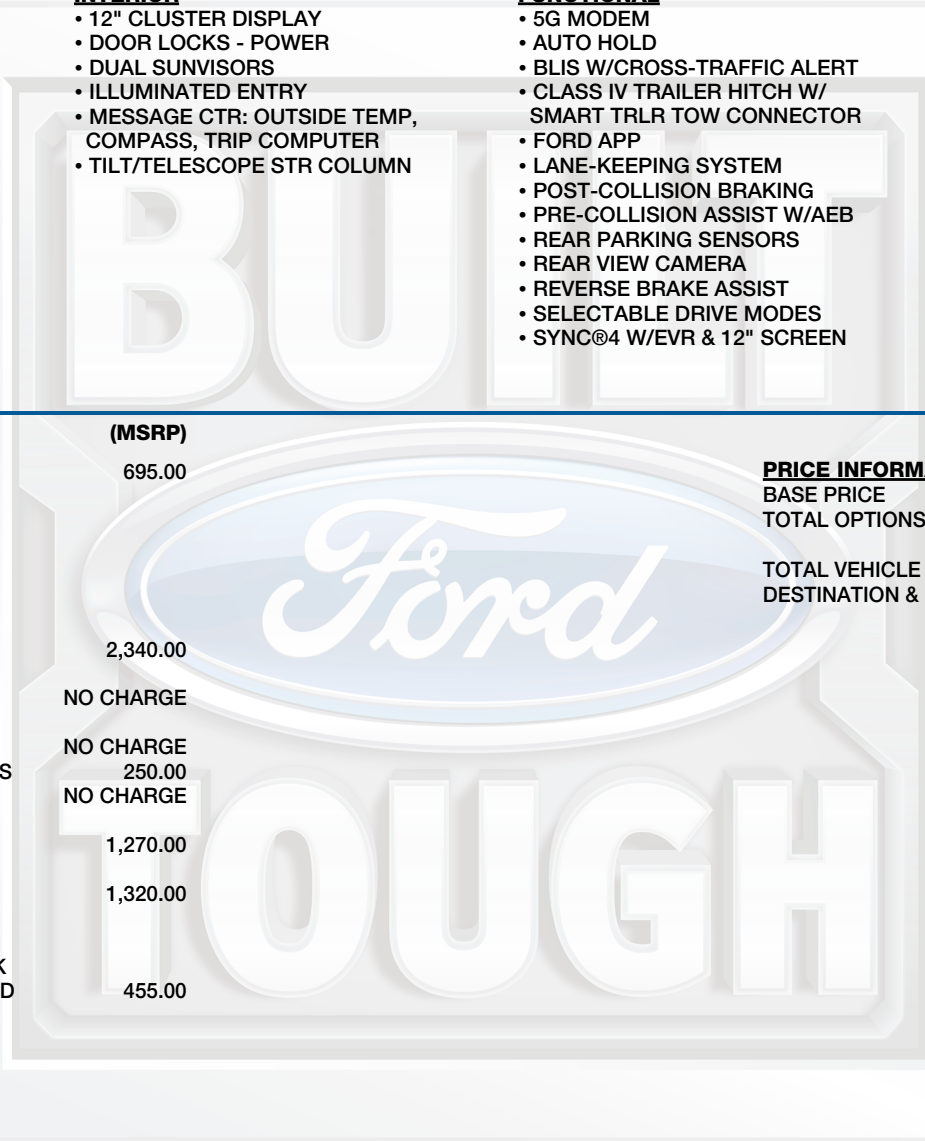 INTERIOR
• 12" CLUSTER DISPLAY
• DOOR LOCKS - POWER
• DUAL SUNVISORS
• ILLUMINATED ENTRY
• MESSAGE CTR: OUTSIDE TEMP,
COMPASS, TRIP COMPUTER
• TILT/TELESCOPE STR COLUMN
FUNCTIONAL
• 5G MODEM
• AUTO HOLD
• BLIS W/CROSS-TRAFFIC ALERT
• CLASS IV TRAILER HITCH W/
SMART TRLR TOW CONNECTOR
• FORD APP
• LANE-KEEPING SYSTEM
• POST-COLLISION BRAKING
• PRE-COLLISION ASSIST W/AEB
• REAR PARKING SENSORS
• REAR VIEW CAMERA
• REVERSE BRAKE ASSIST
• SELECTABLE DRIVE MODES
• SYNC®4 W/EVR & 12" SCREEN
BUILT
(MSRP)
695.00
2,340.00
NO CHARGE
NO CHARGE
S 250.00
NO CHARGE
1,270.00
1,320.00
K
D 455.00
PRICE INFORMA
BASE PRICE
TOTAL OPTIONS
TOTAL VEHICLE
DESTINATION &
Ford
TOUGH